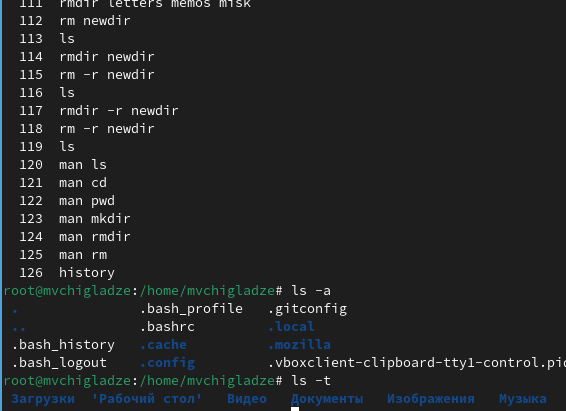 111 rmdir letters memos misk
112 rm newdir
113 ls
114 rmdir newdir
115 rm -r newdir
116 ls
117 rmdir -r newdir
118 rm -r newdir
119 ls
120 man ls
121 man cd
122 man pwd
123 man mkdir
124 man rmdir
125 man rm
126 history
root@mvchigladze:/home/mvchigladze# ls -a
. .bash_profile .gitconfig
.. .bashrc .local
.bash_history .cache .mozilla
.bash_logout .config .vboxclient-clipboard-tty1-control.pid
root@mvchigladze:/home/mvchigladze# ls -t
Загрузки 'Рабочий стол' Видео Документы Изображения Музыка